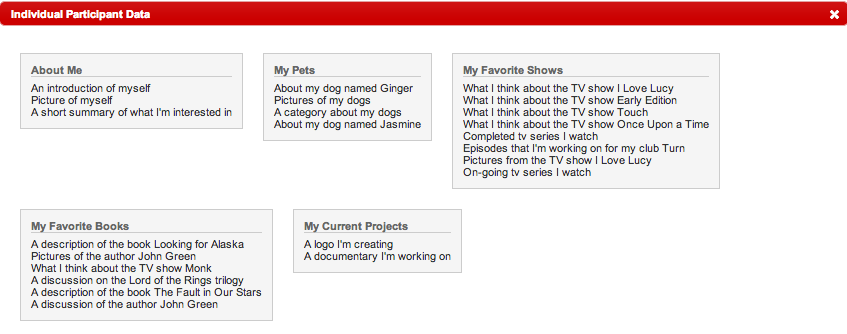 Individual Participant Data
About Me
An introduction of myself
Picture of myself
A short summary of what I'm interested in
My Pets
About my dog named Ginger
Pictures of my dogs
A category about my dogs
About my dog named Jasmine
My Favorite Shows
What I think about the TV show I Love Lucy
What I think about the TV show Early Edition
What I think about the TV show Touch
What I think about the TV show Once Upon a Time
Completed tv series I watch
Episodes that I'm working on for my club Turn
Pictures from the TV show I Love Lucy
On-going tv series I watch
My Favorite Books
A description of the book Looking for Alaska
Pictures of the author John Green
What I think about the TV show Monk
A discussion on the Lord of the Rings trilogy
A description of the book The Fault in Our Stars
A discussion of the author John Green
My Current Projects
A logo I'm creating
A documentary I'm working on